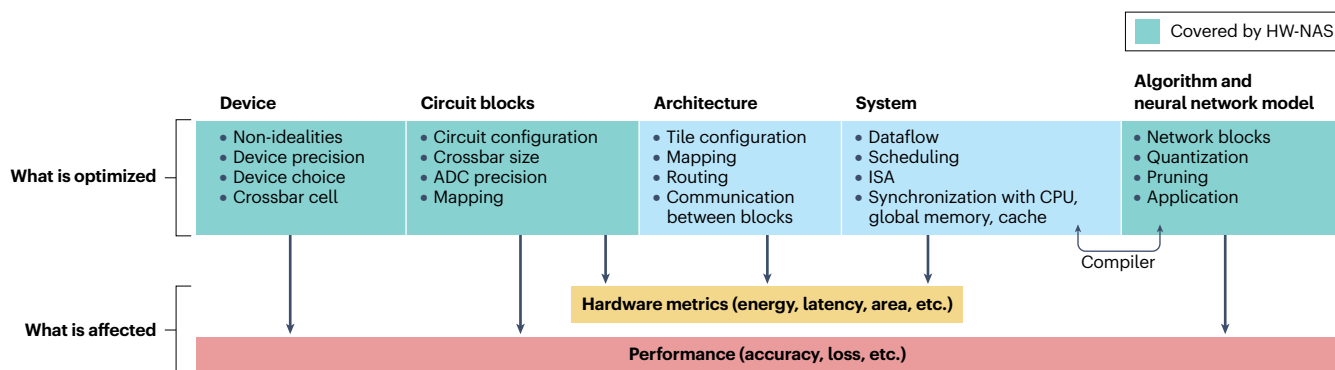 Covered by HW-NAS
Device
Circuit blocks
Architecture
System
Algorithm and
neural network model
What is optimized
• Non-idealities
• Device precision
• Device choice
• Crossbar cell
• Circuit configuration
• Crossbar size
• ADC precision
• Mapping
• Tile configuration
• Mapping
• Routing
• Communication
between blocks
• Dataflow
• Scheduling
• ISA
• Synchronization with CPU,
global memory, cache
• Network blocks
• Quantization
• Pruning
• Application
Compiler
What is affected
Hardware metrics (energy, latency, area, etc.)
Performance (accuracy, loss, etc.)